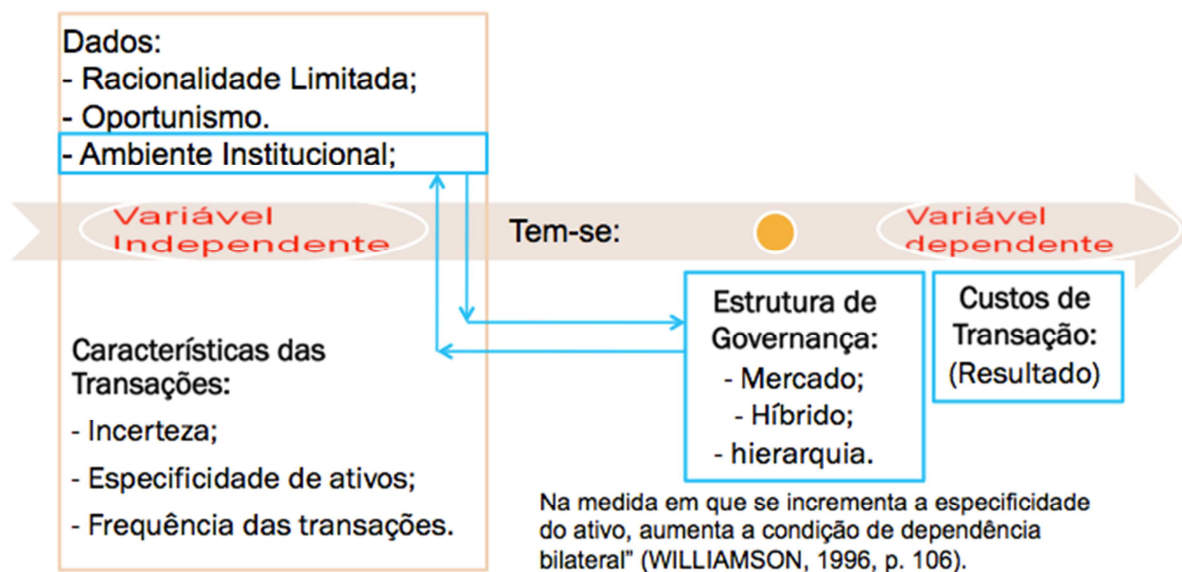 Dados:
- Racionalidade Limitada;
- Oportunismo.
- Ambiente Institucional;
Variável
Independente
Tem-se:
Variável
dependente
Características das
Transações:
- Incerteza;
- Especificidade de ativos;
- Frequência das transações.
Estrutura de
Governança:
- Mercado;
- Híbrido;
- hierarquia.
Custos de
Transação:
(Resultado)
Na medida em que se incrementa a especificidade
do ativo, aumenta a condição de dependência
bilateral” (WILLIAMSON, 1996, p. 106).